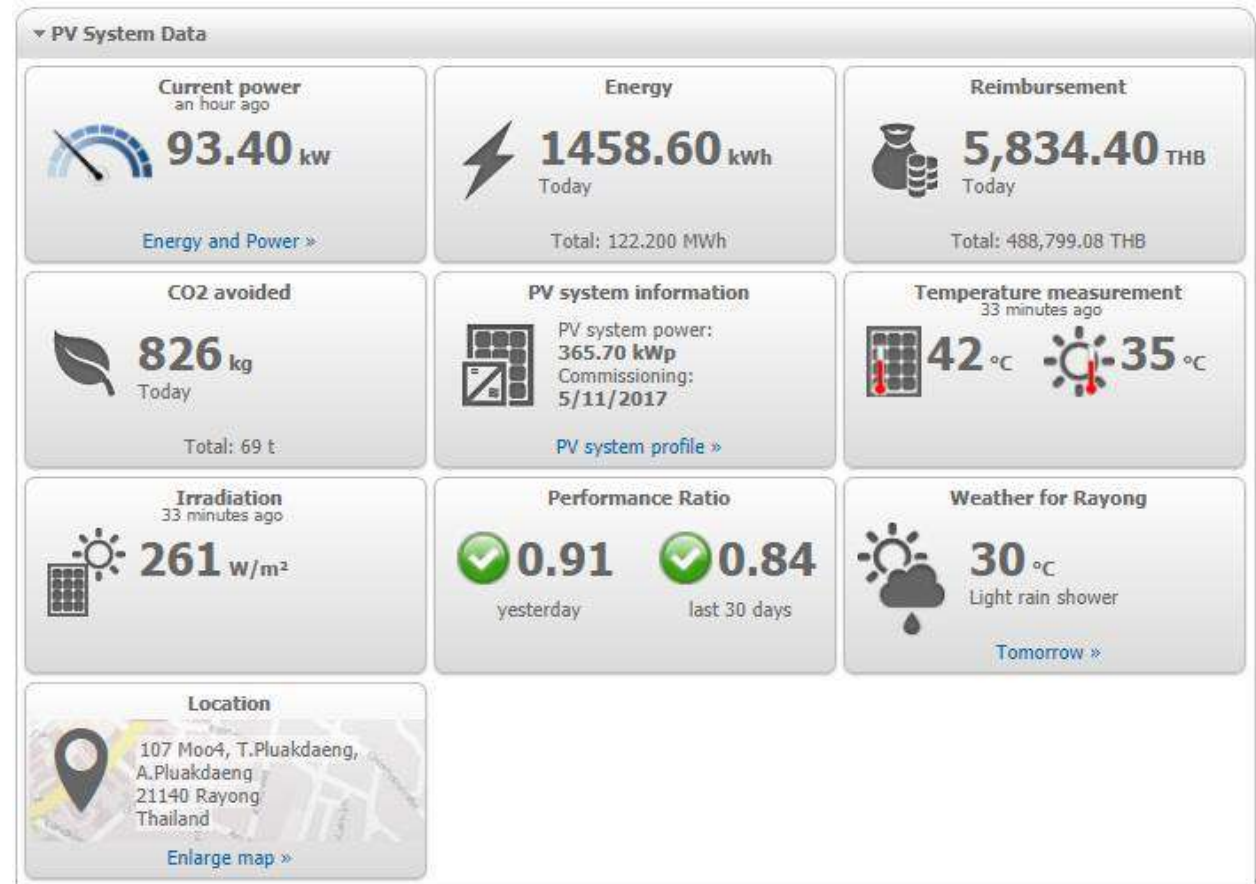 PV System Data
Current power
an hour ago
93.40 kW
Energy and Power »
Energy
1458.60 kWh
Today
Total: 122.200 MWh
Reimbursement
5,834.40 THB
Today
Total: 488,799.08 THB
CO2 avoided
826 kg
Today
Total: 69 t
PV system information
PV system power:
365.70 kWp
Commissioning:
5/11/2017
PV system profile »
Temperature measurement
33 minutes ago
42 °C
35 °C
Irradiation
33 minutes ago
261 W/m²
Performance Ratio
0.91
yesterday
0.84
last 30 days
Weather for Rayong
30 °C
Light rain shower
Tomorrow »
Location
107 Moo4, T.Pluakdaeng,
A.Pluakdaeng
21140 Rayong
Thailand
Enlarge map »